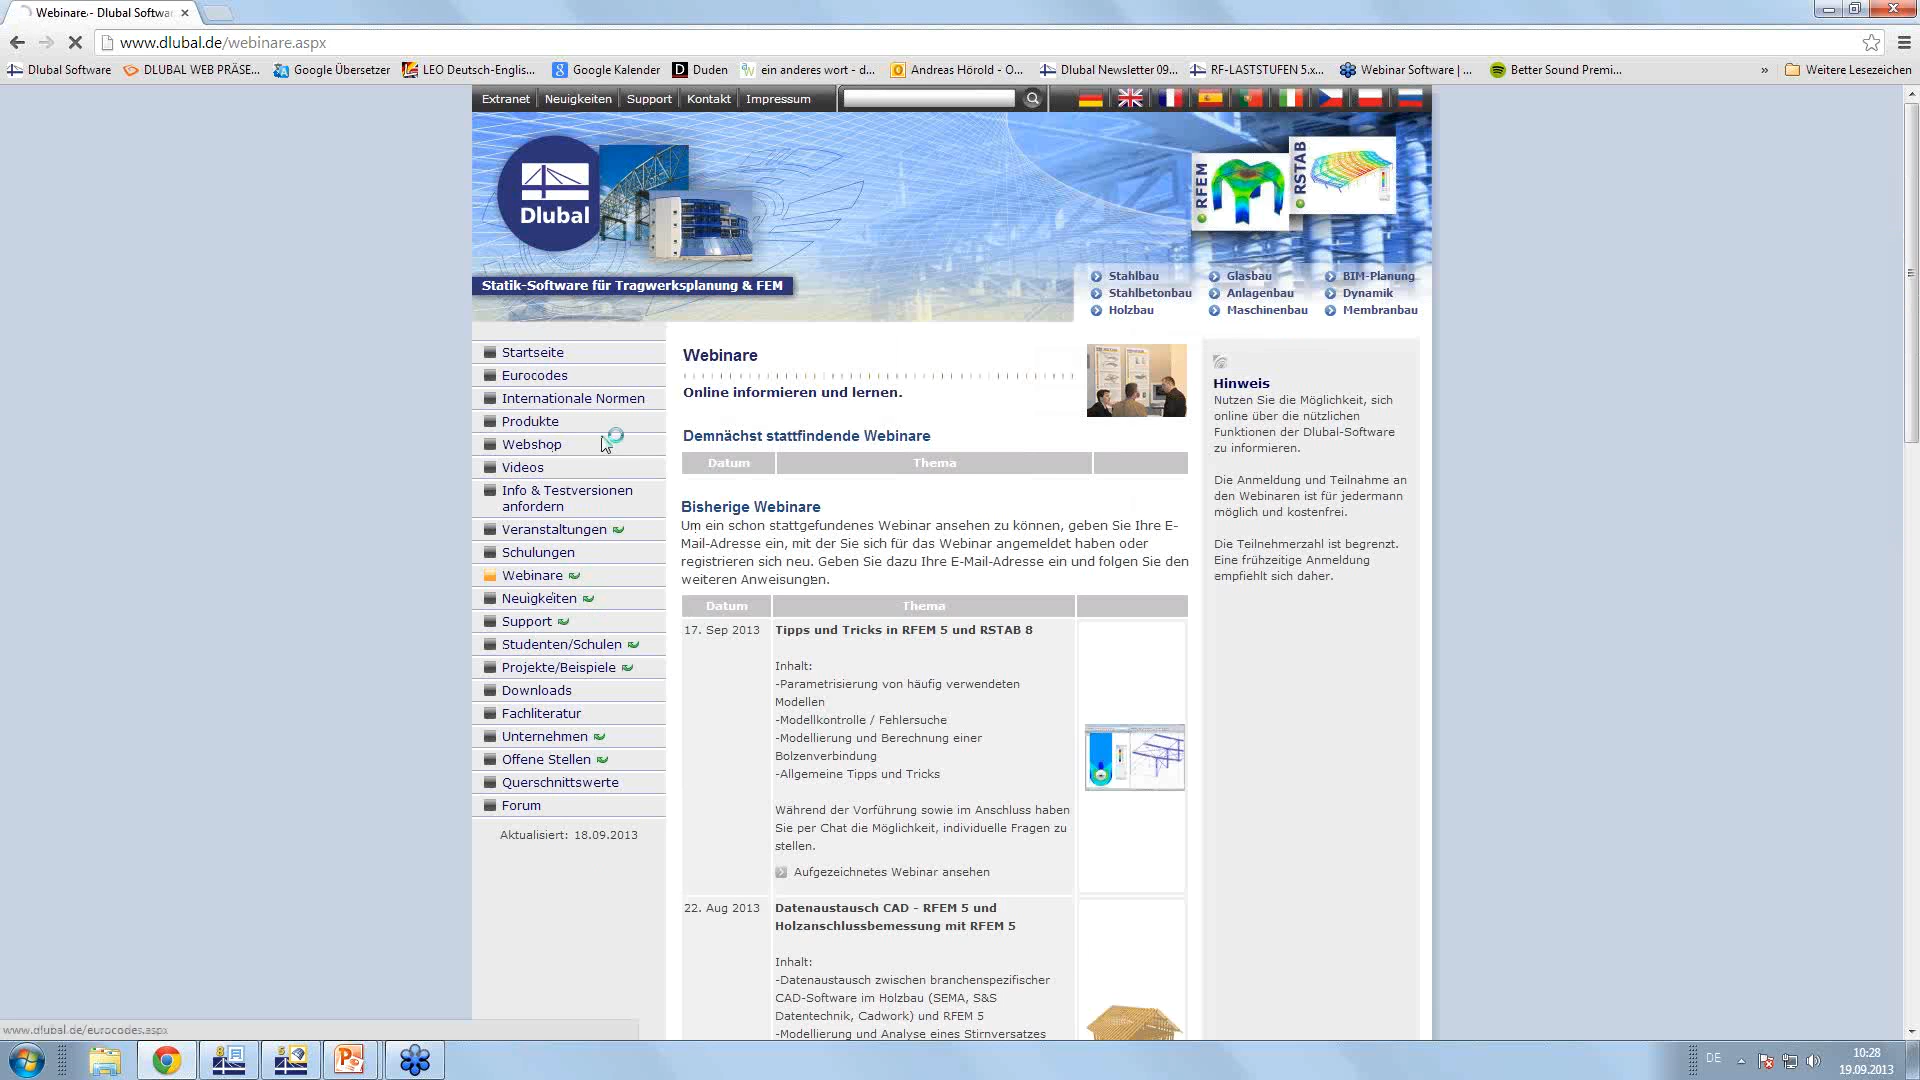 Webinare - Dlubal Softwa
www.dlubal.de/webinare.aspx
Dlubal Software
DLUBAL WEB PRÄSE...
Google Übersetzer
LEO Deutsch-Englis...
Google Kalender
Duden
ein anderes wort - d...
Andreas Hörold - O...
Dlubal Newsletter 09...
RF-LASTSTUFEN 5.x...
Webinar Software | ...
Better Sound Premi...
»
Weitere Lesezeichen
Extranet
Neuigkeiten
Support
Kontakt
Impressum
Dlubal
RFEM
RSTAB
Statik-Software für Tragwerksplanung & FEM
Stahlbau
Glasbau
BIM-Planung
Stahlbetonbau
Anlagenbau
Dynamik
Holzbau
Maschinenbau
Membranbau
Startseite
Eurocodes
Internationale Normen
Produkte
Webshop
Videos
Info & Testversionen
anfordern
Veranstaltungen
Schulungen
Webinare
Neuigkeiten
Support
Studenten/Schulen
Projekte/Beispiele
Downloads
Fachliteratur
Unternehmen
Offene Stellen
Querschnittswerte
Forum
Aktualisiert: 18.09.2013
Webinare
Online informieren und lernen.
Demnächst stattfindende Webinare
Datum Thema
Bisherige Webinare
Um ein schon stattgefundenes Webinar ansehen zu können, geben Sie Ihre E-
Mail-Adresse ein, mit der Sie sich für das Webinar angemeldet haben oder
registrieren sich neu. Geben Sie dazu Ihre E-Mail-Adresse ein und folgen Sie den
weiteren Anweisungen.
Datum Thema
17. Sep 2013
Tipps und Tricks in RFEM 5 und RSTAB 8
Inhalt:
-Parametrisierung von häufig verwendeten
Modellen
-Modellkontrolle / Fehlersuche
-Modellierung und Berechnung einer
Bolzenverbindung
-Allgemeine Tipps und Tricks
Während der Vorführung sowie im Anschluss haben
Sie per Chat die Möglichkeit, individuelle Fragen zu
stellen.
Aufgezeichnetes Webinar ansehen
22. Aug 2013
Datenaustausch CAD - RFEM 5 und
Holzanschlussbemessung mit RFEM 5
Inhalt:
-Datenaustausch zwischen branchenspezifischer
CAD-Software im Holzbau (SEMA, S&S
Datentechnik, Cadwork) und RFEM 5
-Modellierung und Analyse eines Stirnversatzes
Hinweis
Nutzen Sie die Möglichkeit, sich
online über die nützlichen
Funktionen der Dlubal-Software
zu informieren.
Die Anmeldung und Teilnahme an
den Webinaren ist für jedermann
möglich und kostenfrei.
Die Teilnehmerzahl ist begrenzt.
Eine frühzeitige Anmeldung
empfiehlt sich daher.
www.dlubal.de/eurocodes.aspx
DE
10:28
19.09.2013